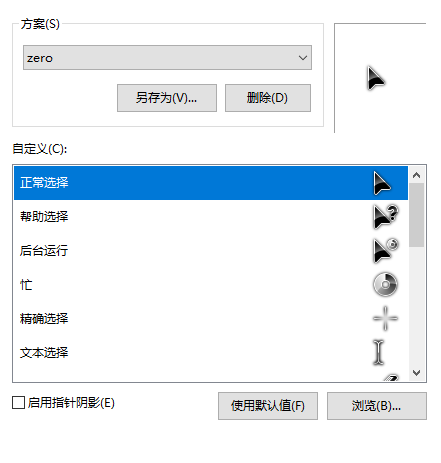 方案(S)
zero
另存为(V)...
删除(D)
自定义(C):
正常选择
帮助选择
后台运行
忙
精确选择
文本选择
启用指针阴影(E)
使用默认值(F)
浏览(B)...